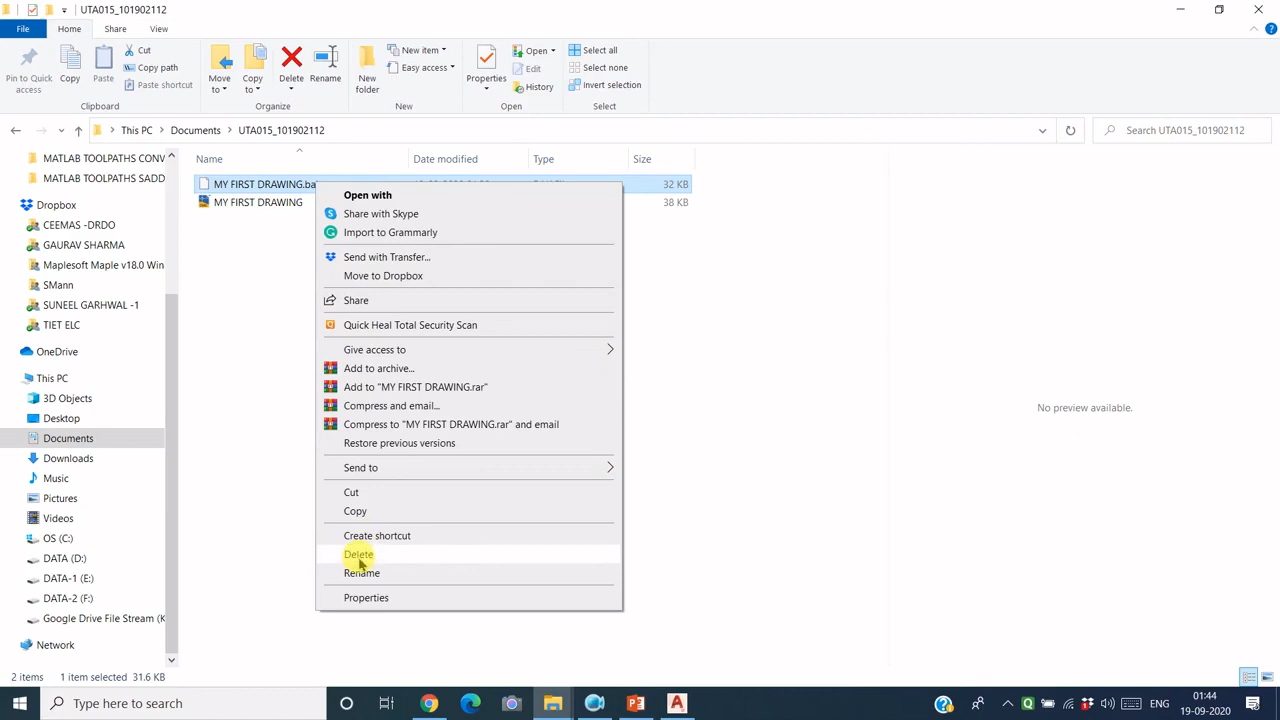 UTA015_101902112
File Home Share View
Pin to Quick access
Copy
Paste
Cut
Copy path
Paste shortcut
Clipboard
Move to
Copy to
Delete
Rename
Organize
New folder
New item
Easy access
New
Properties
Open
Edit
History
Open
Select all
Select none
Invert selection
Select
This PC > Documents > UTA015_101902112
Search UTA015_101902112
MATLAB TOOLPATHS CONV
MATLAB TOOLPATHS SADD
Dropbox
CEEMAS -DRDO
GAURAV SHARMA
Maplesoft Maple v18.0 Win
SMann
SUNEEL GARHWAL -1
TIET ELC
OneDrive
This PC
3D Objects
Desktop
Documents
Downloads
Music
Pictures
Videos
OS (C:)
DATA (D:)
DATA-1 (E:)
DATA-2 (F:)
Google Drive File Stream (
Network
Name Date modified Type Size
MY FIRST DRAWING.ba 32 KB
MY FIRST DRAWING 38 KB
Open with
Share with Skype
Import to Grammarly
Send with Transfer...
Move to Dropbox
Share
Quick Heal Total Security Scan
Give access to
Add to archive...
Add to "MY FIRST DRAWING.rar"
Compress and email...
Compress to "MY FIRST DRAWING.rar" and email
Restore previous versions
Send to
Cut
Copy
Create shortcut
Delete
Rename
Properties
No preview available.
2 items 1 item selected 31.6 KB
Type here to search
ENG
01:44
19-09-2020